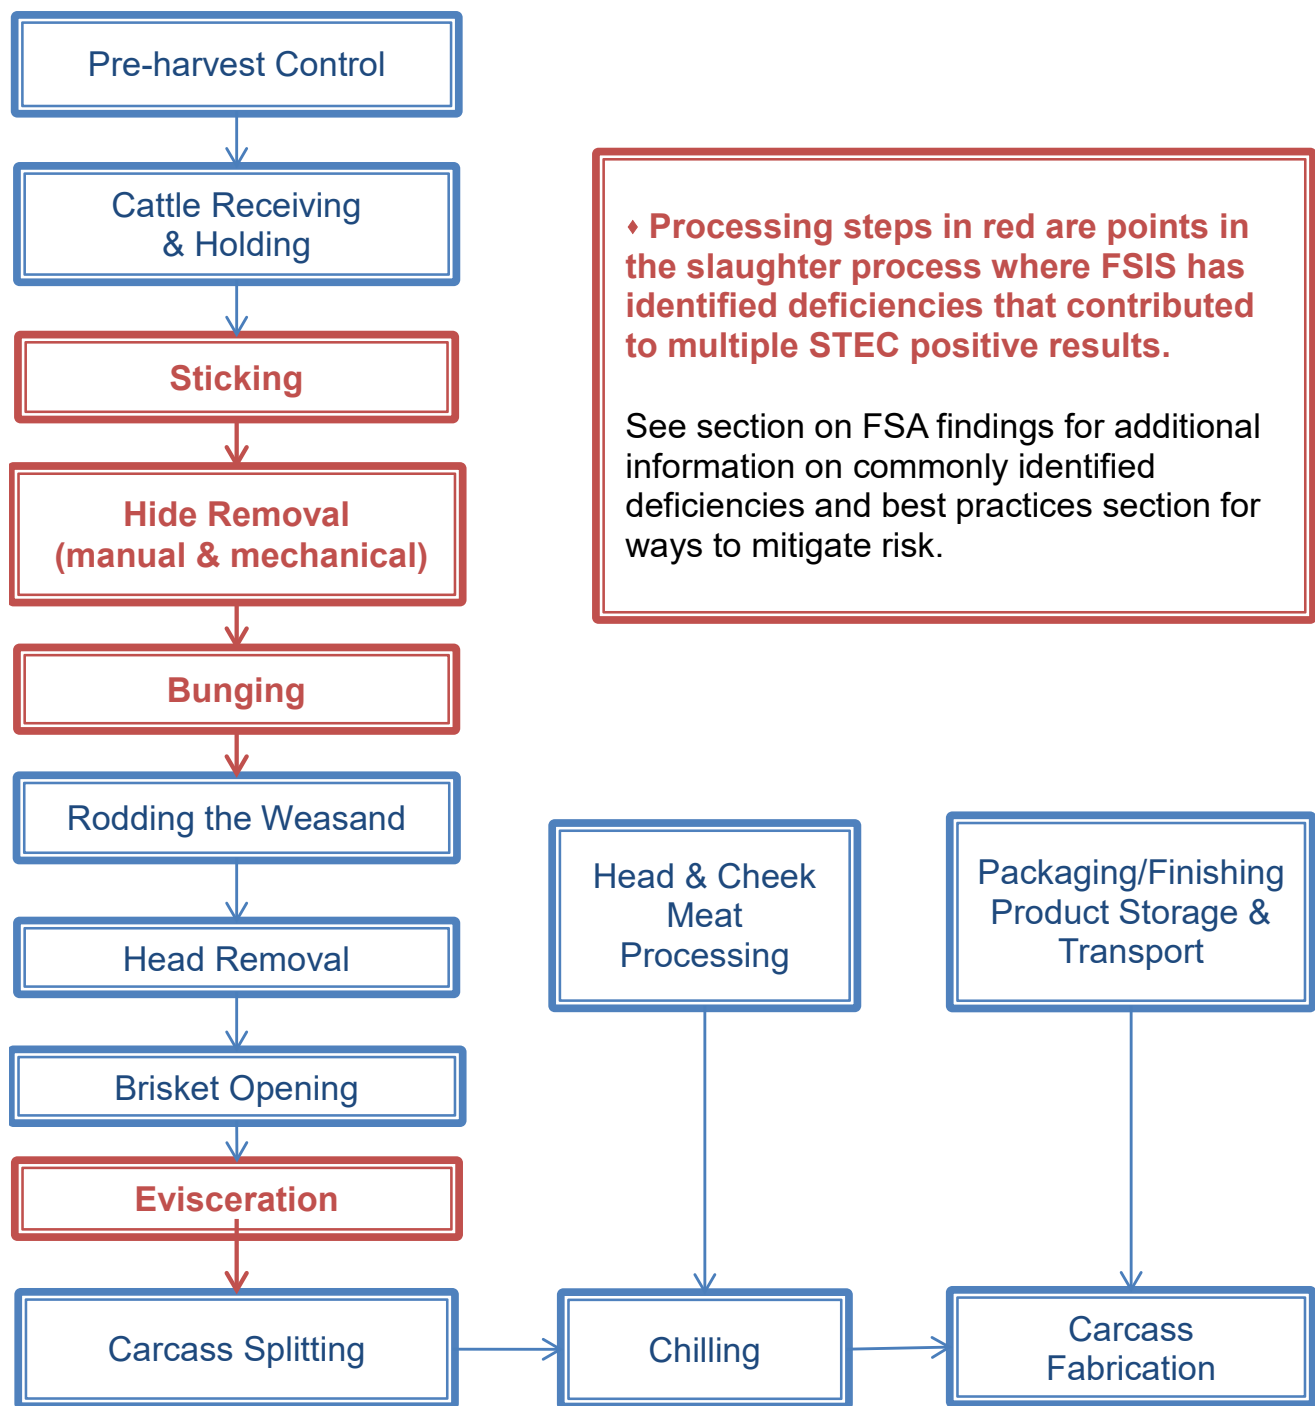 Pre-harvest Control
Cattle Receiving
& Holding
Sticking
Hide Removal
(manual & mechanical)
Bunging
Rodding the Weasand
Head Removal
Brisket Opening
Evisceration
Carcass Splitting
♦ Processing steps in red are points in
the slaughter process where FSIS has
identified deficiencies that contributed
to multiple STEC positive results.
See section on FSA findings for additional
information on commonly identified
deficiencies and best practices section for
ways to mitigate risk.
Head & Cheek
Meat
Processing
Chilling
Packaging/Finishing
Product Storage &
Transport
Carcass
Fabrication